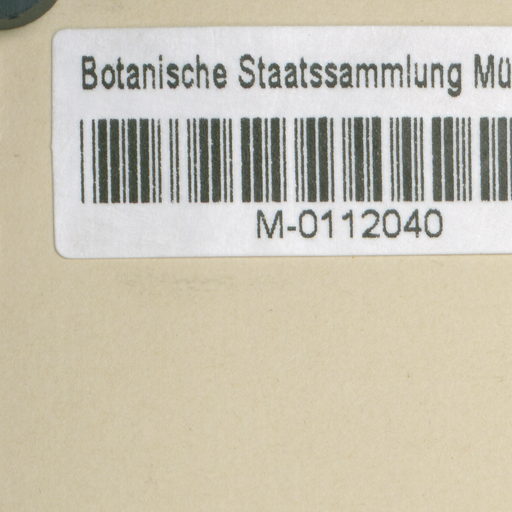 Botanische Staatssammlung Mü
M-0112040